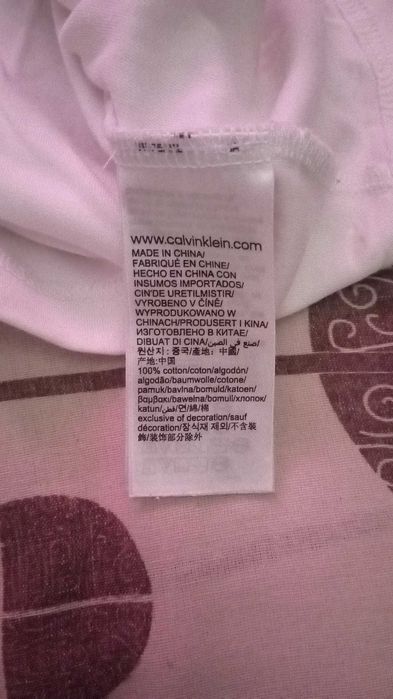 www.calvinklein.com
MADE IN CHINA/
FABRIQUÉ EN CHINE/
HECHO EN CHINA CON
INSUMOS IMPORTADOS/
CIN'DE URETILMISTIR/
VYROBENO V ČÍNĚ/
WYPRODUKOWANO W
CHINACH/PRODUSERT I KINA/
ИЗГОТОВЛЕНО В КИТАЕ/
DIBUAT DI CINA/صنع في الصين/
원산지 : 중국/產地: 中國/
产地:中国
100% cotton/coton/algodón/
algodão/baumwolle/cotone/
pamuk/bavlna/bomuld/katoen/
βαμβακι/bawelna/bomull/хлопок/
katun/قطن/면/綿/棉
exclusive of decoration/sauf
décoration/장식재 제외/不含裝
飾/装饰部分除外